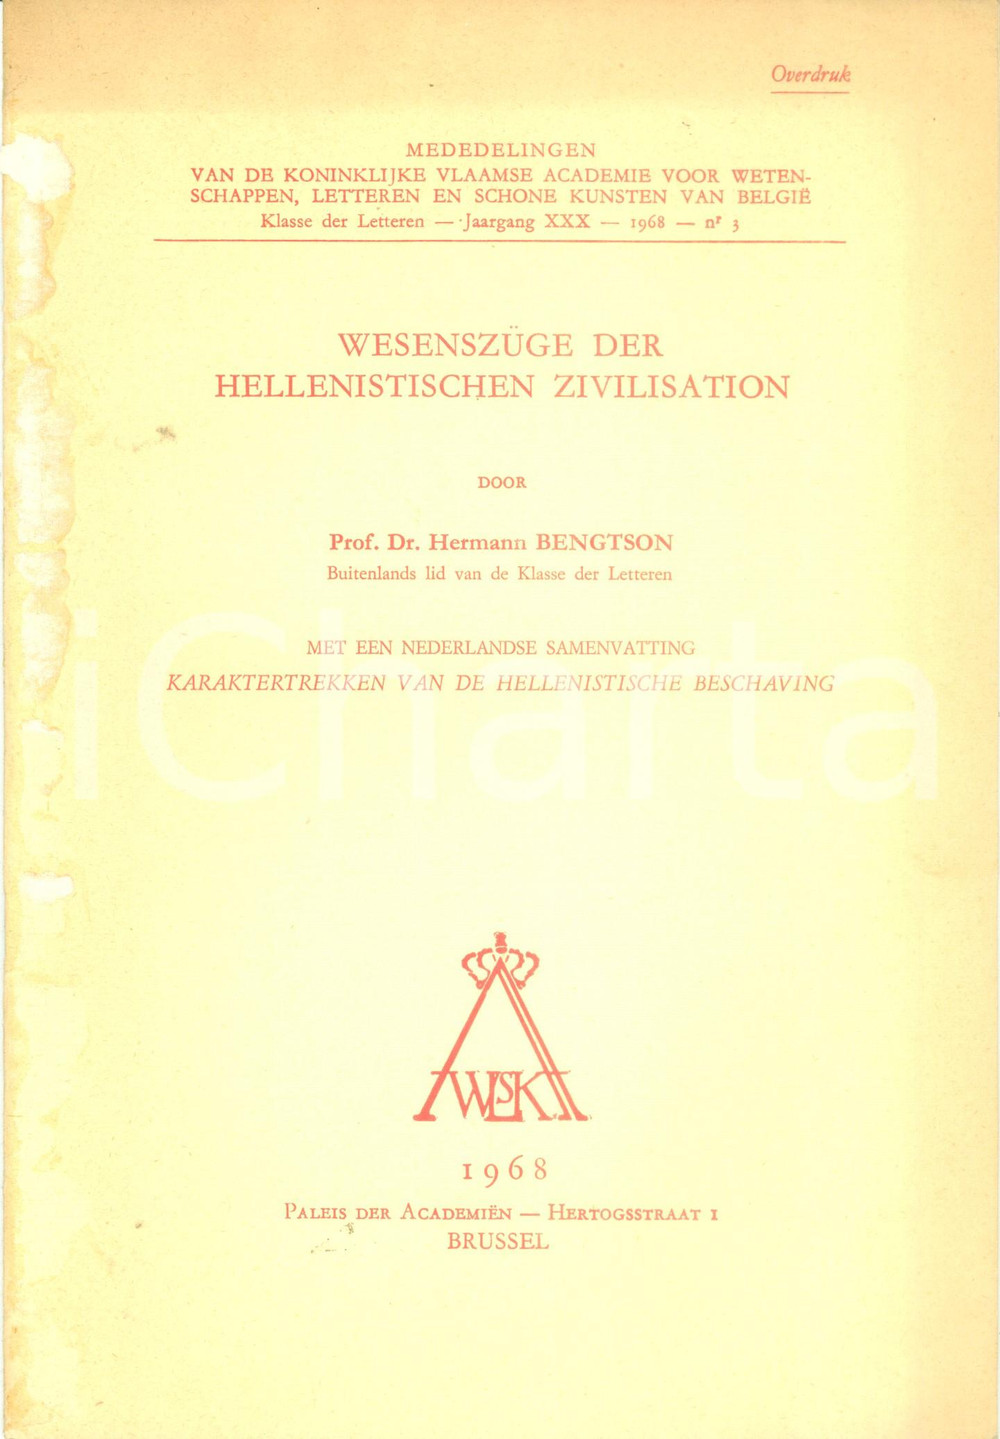 Overdruk
MEDEDELINGEN
VAN DE KONINKLIJKE VLAAMSE ACADEMIE VOOR WETEN-
SCHAPPEN, LETTEREN EN SCHONE KUNSTEN VAN BELGIË
Klasse der Letteren — Jaargang XXX — 1968 — nr 3
WESENSZÜGE DER
HELLENISTISCHEN ZIVILISATION
DOOR
Prof. Dr. Hermann BENGTSON
Buitenlands lid van de Klasse der Letteren
MET EEN NEDERLANDSE SAMENVATTING
KARAKTERTREKKEN VAN DE HELLENISTISCHE BESCHAVING
iCharta
1968
PALEIS DER ACADEMIËN — HERTOGSSTRAAT I
BRUSSEL